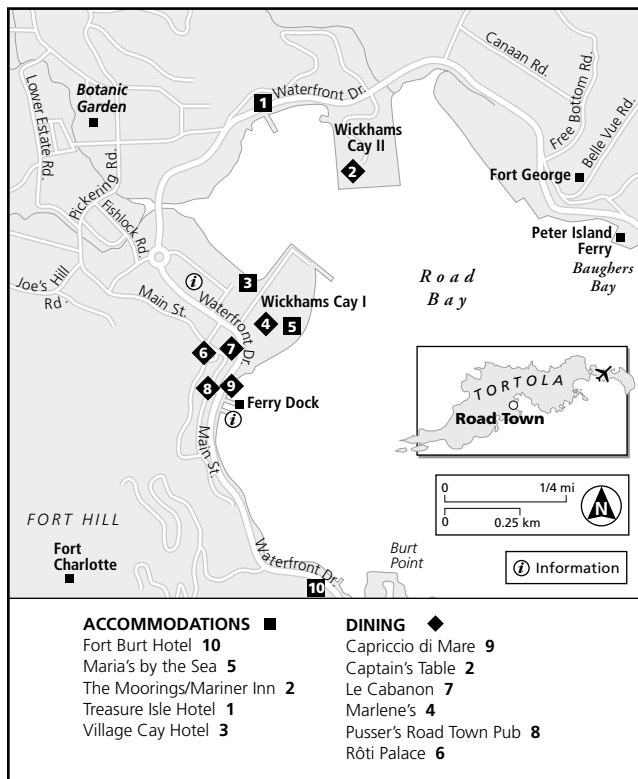 Canaan Rd.
Waterfront Dr.
Free Bottom Rd.
Lower Estate Rd.
Botanic
Garden
1
Belle Vue Rd.
Wickhams
Cay II
2
Fort George
Pickering Rd.
Fishlock Rd.
Peter Island
Ferry
Baughers
Bay
Joe's Hill
Rd.
Main St.
i
Waterfront Dr.
3
Wickhams Cay I
4
5
Road
Bay
6
7
8
9
Ferry Dock
i
Main St.
TORTOLA
Road Town
0
1/4 mi
0
0.25 km
N
FORT HILL
Fort
Charlotte
Waterfront Dr.
10
Burt
Point
i Information
ACCOMMODATIONS ■
Fort Burt Hotel 10
Maria's by the Sea 5
The Moorings/Mariner Inn 2
Treasure Isle Hotel 1
Village Cay Hotel 3
DINING ◆
Capriccio di Mare 9
Captain's Table 2
Le Cabanon 7
Marlene's 4
Pusser's Road Town Pub 8
Rôti Palace 6